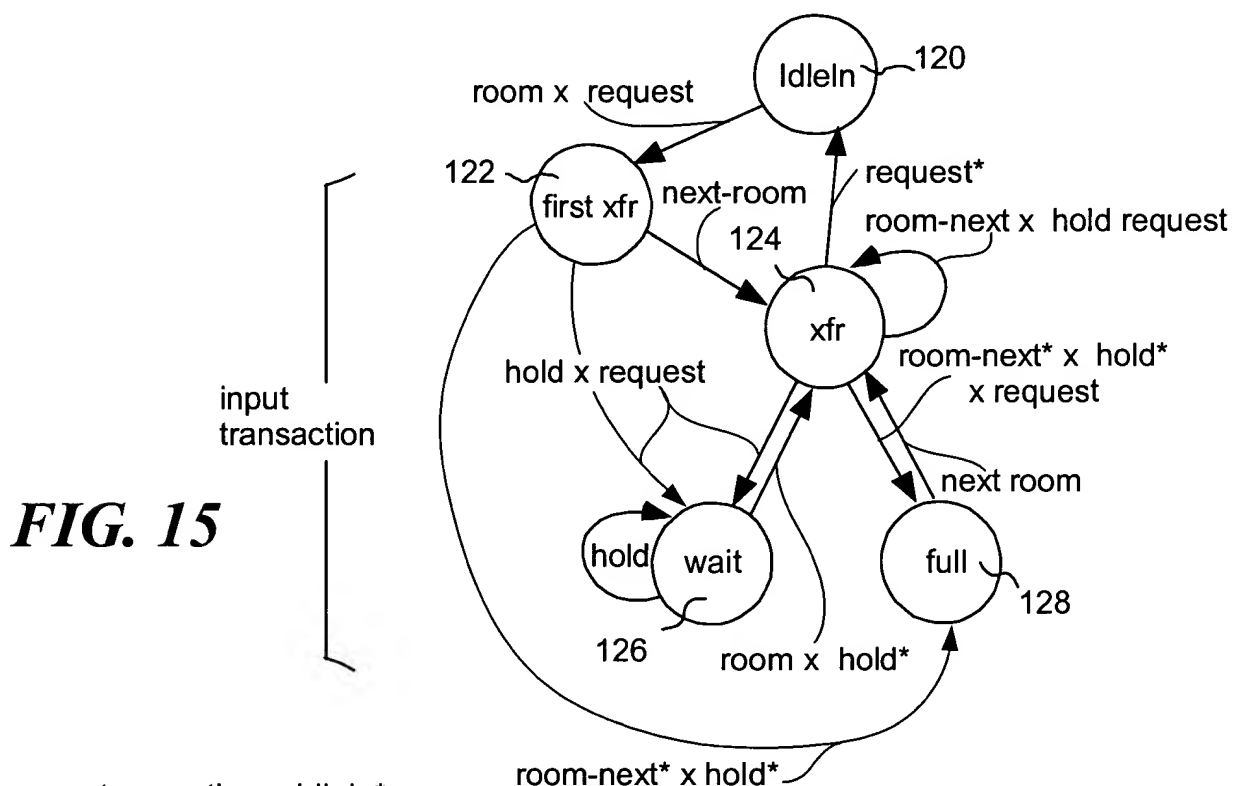 IdleIn
120
room x request
122
first xfr
next-room
request*
room-next x hold request
124
xfr
room-next* x hold*
x request
hold x request
input
transaction
next room
FIG. 15
hold
wait
full
128
126
room x hold*
room-next* x hold*